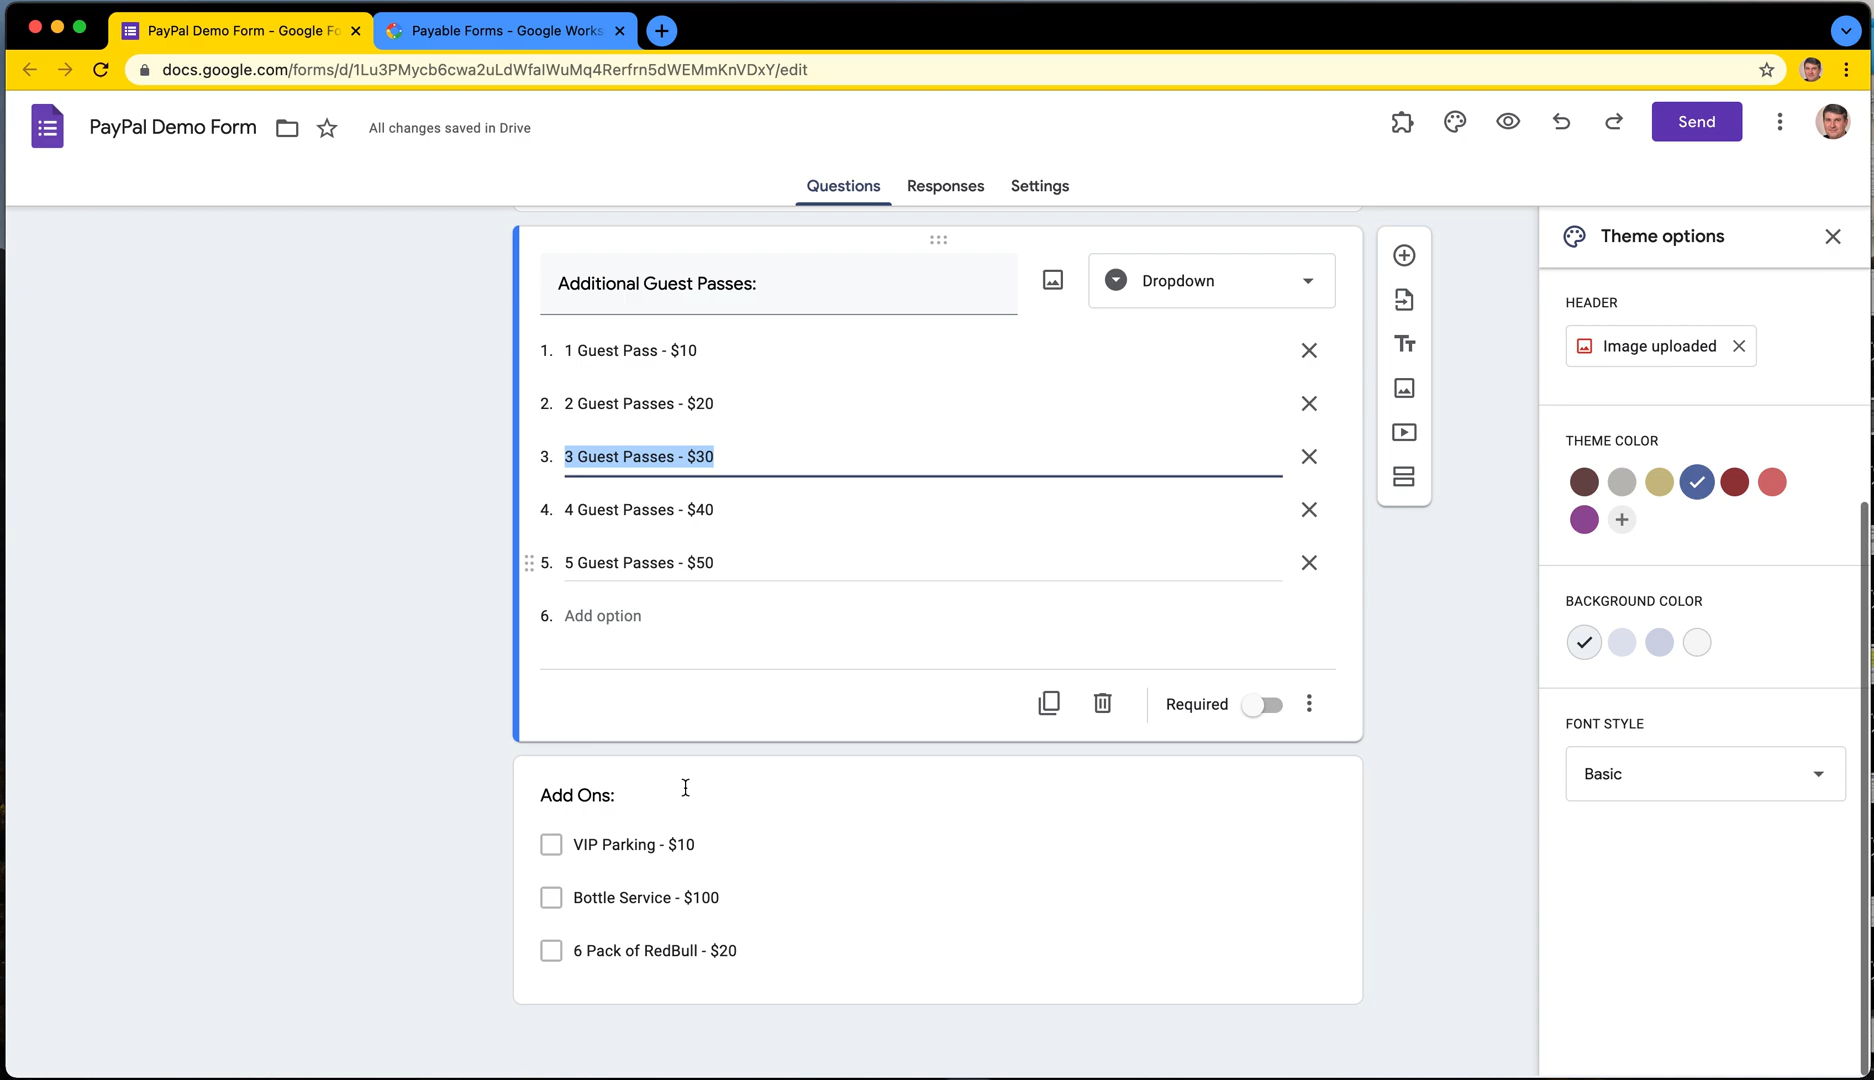 PayPal Demo Form - Google Fo
Payable Forms - Google Works
docs.google.com/forms/d/1Lu3PMycb6cwa2uLdWfalWuMq4Rerfrn5dWEMmKnVDxY/edit
PayPal Demo Form
All changes saved in Drive
Send
Questions
Responses
Settings
Additional Guest Passes:
Dropdown
1. 1 Guest Pass - $10
2. 2 Guest Passes - $20
3. 3 Guest Passes - $30
4. 4 Guest Passes - $40
5. 5 Guest Passes - $50
6. Add option
Required
Add Ons:
VIP Parking - $10
Bottle Service - $100
6 Pack of RedBull - $20
Theme options
HEADER
Image uploaded
THEME COLOR
BACKGROUND COLOR
FONT STYLE
Basic